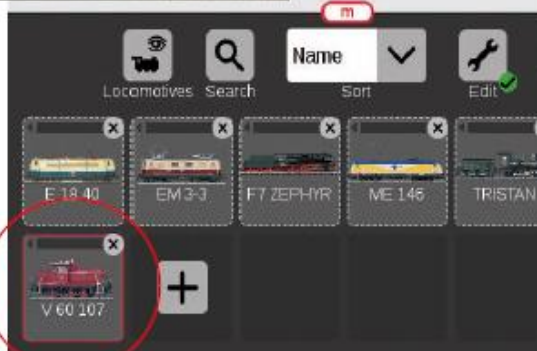 m
Name
Locomotives Search Sort Edit
E 18 40 EM 3-3 F7 ZEPHYR ME 146 TRISTAN
V 60 107